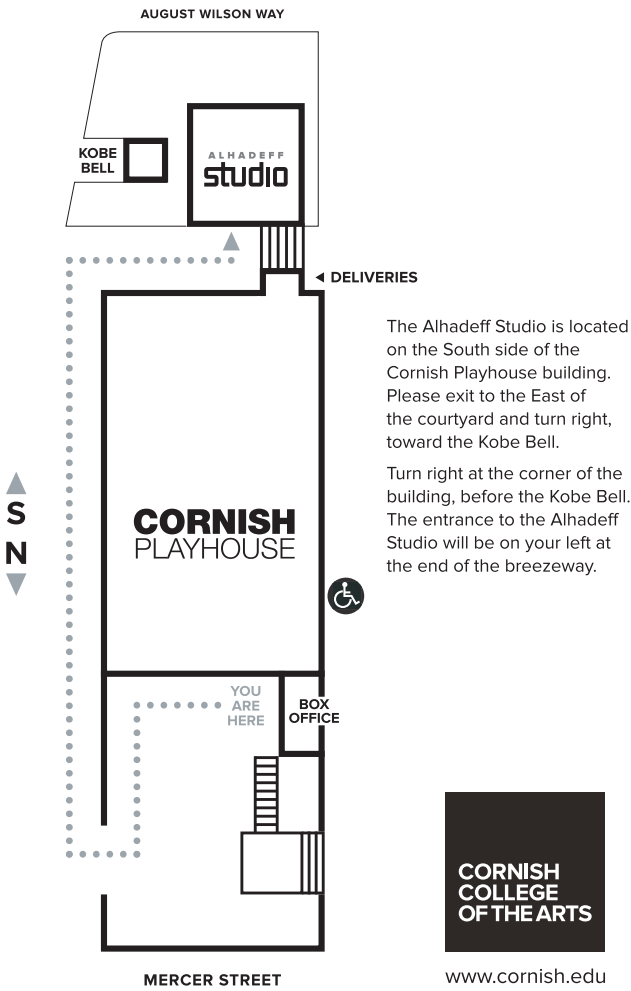 AUGUST WILSON WAY
KOBE
BELL
ALHADEFF
studio
DELIVERIES
The Alhadeff Studio is located
on the South side of the
Cornish Playhouse building.
Please exit to the East of
the courtyard and turn right,
toward the Kobe Bell.
Turn right at the corner of the
building, before the Kobe Bell.
The entrance to the Alhadeff
Studio will be on your left at
the end of the breezeway.
S
N
CORNISH
PLAYHOUSE
YOU
ARE
HERE
BOX
OFFICE
CORNISH
COLLEGE
OF THE ARTS
MERCER STREET
www.cornish.edu